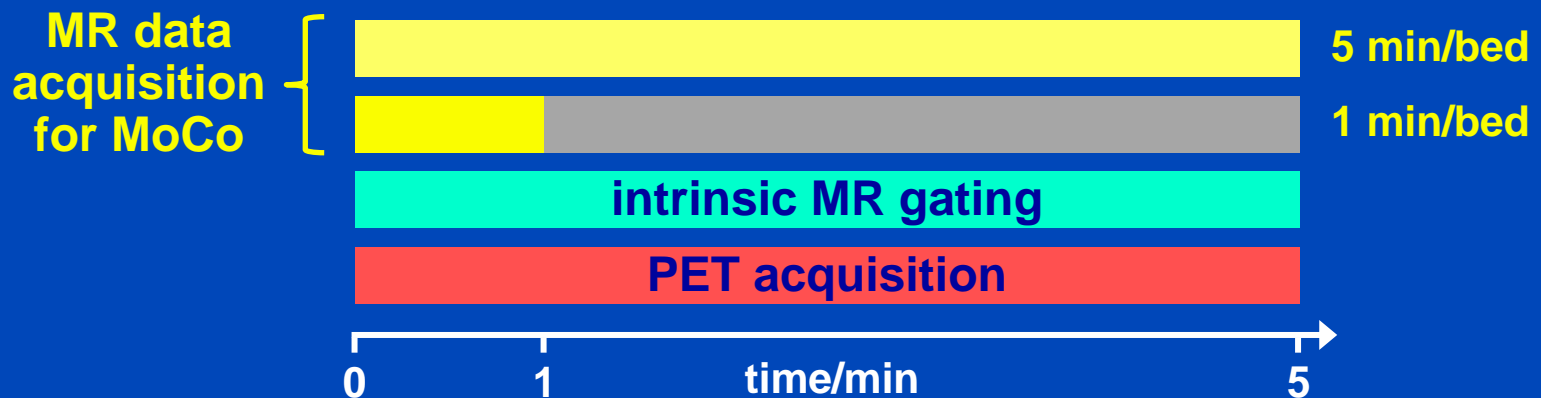 MR data
acquisition
for MoCo
5 min/bed
1 min/bed
intrinsic MR gating
PET acquisition
0 1 time/min 5